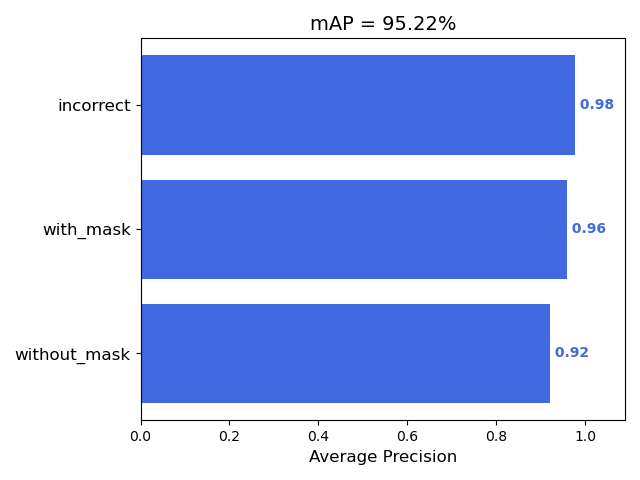 mAP = 95.22%
incorrect
0.98
with_mask
0.96
without_mask
0.92
0.0 0.2 0.4 0.6 0.8 1.0
Average Precision